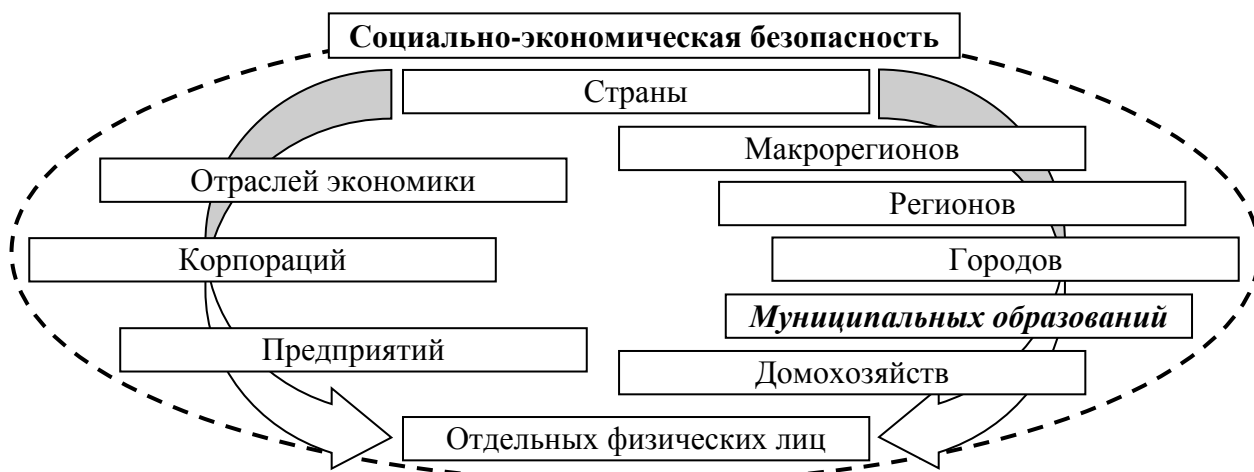 Социально-экономическая безопасность
Страны
Макрорегионов
Отраслей экономики
Регионов
Корпораций
Городов
Муниципальных образований
Предприятий
Домохозяйств
Отдельных физических лиц